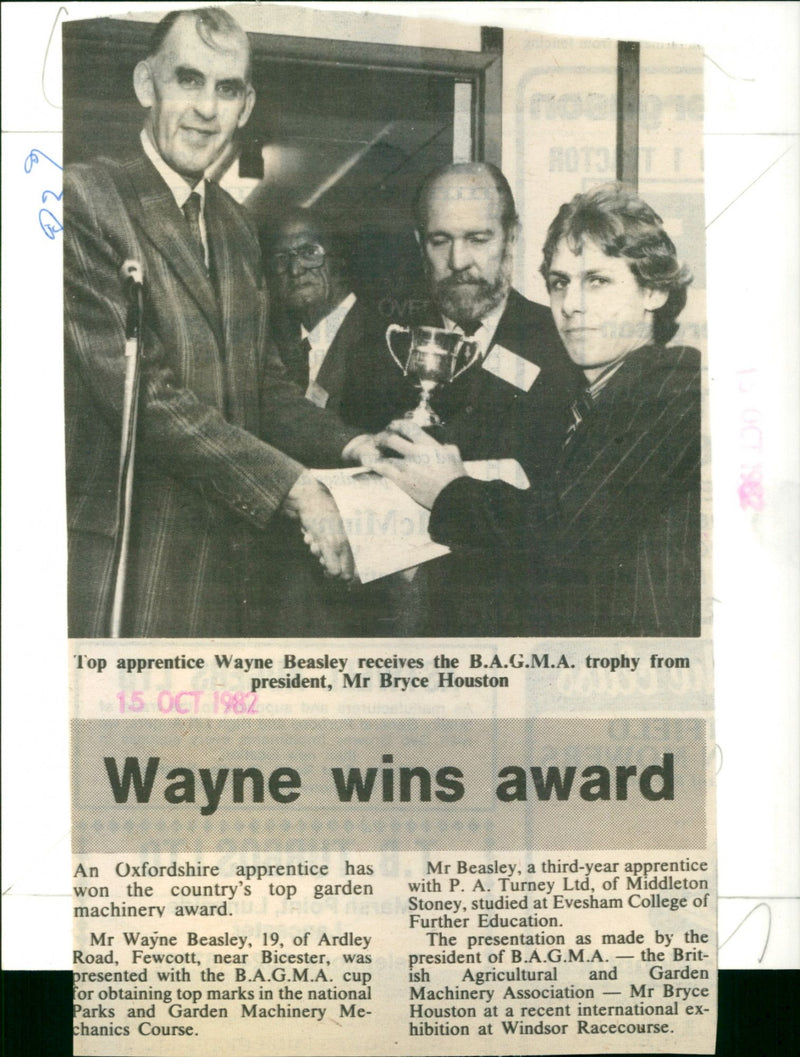 Top apprentice Wayne Beasley receives the B.A.G.M.A. trophy from
president, Mr Bryce Houston
15 OCT 1982
Wayne wins award
An Oxfordshire apprentice has
won the country's top garden
machinery award.
Mr Wayne Beasley, 19, of Ardley
Road, Fewcott, near Bicester, was
presented with the B.A.G.M.A. cup
for obtaining top marks in the national
Parks and Garden Machinery Me-
chanics Course.
Mr Beasley, a third-year apprentice
with P. A. Turney Ltd, of Middleton
Stoney, studied at Evesham College of
Further Education.
The presentation as made by the
president of B.A.G.M.A. — the Brit-
ish Agricultural and Garden
Machinery Association — Mr Bryce
Houston at a recent international ex-
hibition at Windsor Racecourse.